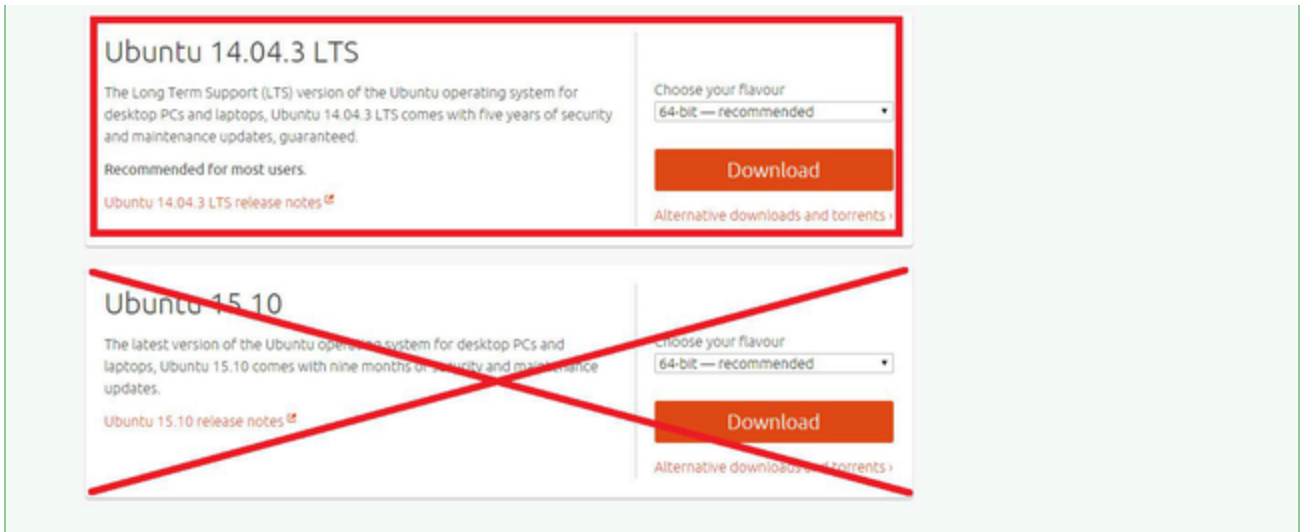 Ubuntu 14.04.3 LTS
The Long Term Support (LTS) version of the Ubuntu operating system for
desktop PCs and laptops, Ubuntu 14.04.3 LTS comes with five years of security
and maintenance updates, guaranteed.
Recommended for most users.
Ubuntu 14.04.3 LTS release notes
Choose your flavour
64-bit — recommended
Download
Alternative downloads and torrents ›
Ubuntu 15.10
The latest version of the Ubuntu operating system for desktop PCs and
laptops, Ubuntu 15.10 comes with nine months of security and maintenance
updates.
Ubuntu 15.10 release notes
Choose your flavour
64-bit — recommended
Download
Alternative downloads and torrents ›